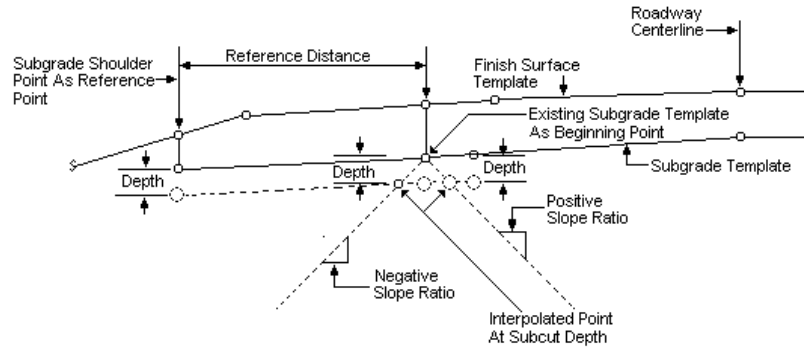 Roadway
Centerline
Subgrade Shoulder
Point As Reference
Point
Reference Distance
Finish Surface
Template
Existing Subgrade Template
As Beginning Point
Subgrade Template
Depth
Depth
Depth
Positive
Slope Ratio
Negative
Slope Ratio
Interpolated Point
At Subcut Depth